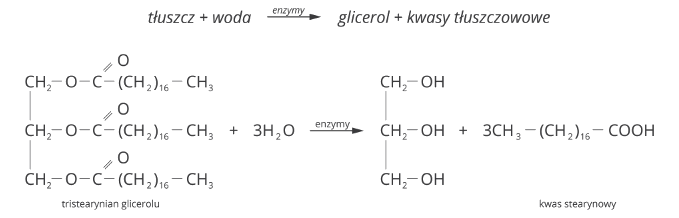 tłuszcz + woda enzymy glicerol + kwasy tłuszczowowe
O
CH₂–O–C–(CH₂)₁₆–CH₃ CH₂–OH
O
CH₂–O–C–(CH₂)₁₆–CH₃ + 3H₂O enzymy CH₂–OH + 3CH₃–(CH₂)₁₆–COOH
O
CH₂–O–C–(CH₂)₁₆–CH₃ CH₂–OH
tristearynian glicerolu kwas stearynowy